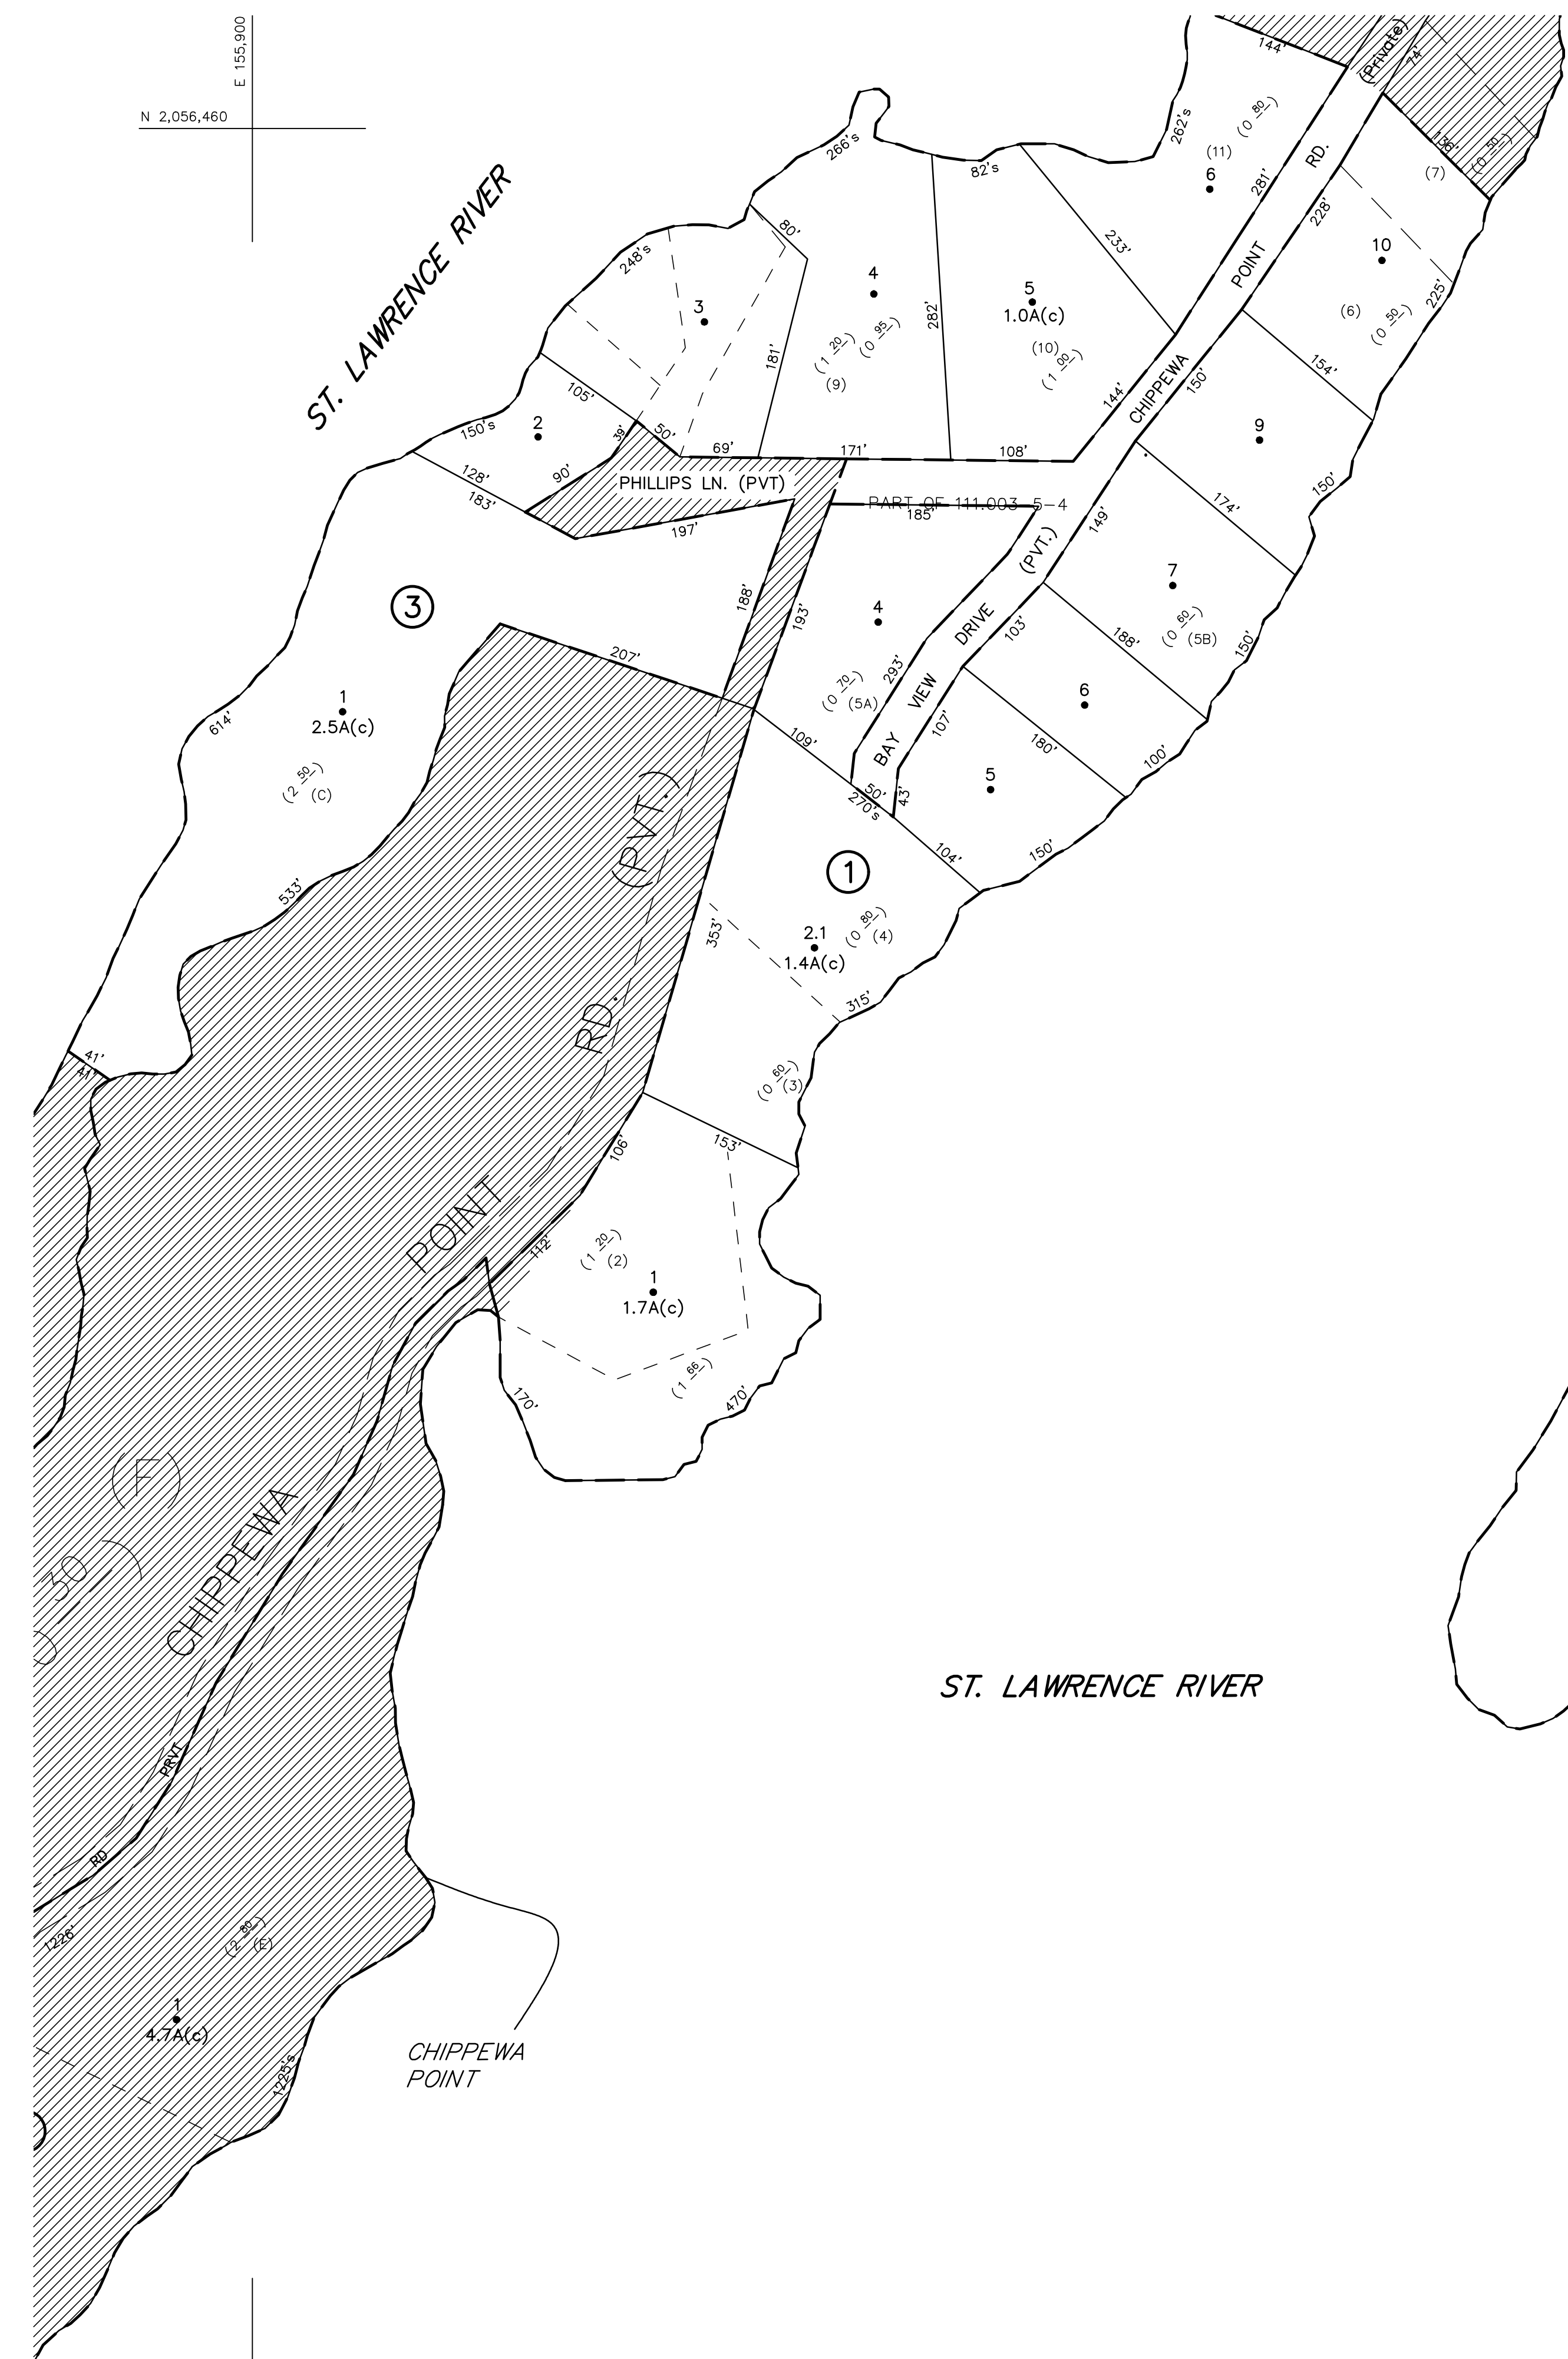 E 155,900
N 2,056,460
ST. LAWRENCE RIVER
144'
(Private)
74'
262's
(0 80)
(11)
6
281'
RD.
POINT
CHIPPEWA
136'
(0 50)
(7)
228'
10
(6)
(0 50)
225'
266's
82's
80'
233'
248's
3
4
282'
5
1.0A(c)
(10)
(1 00)
(1 20)
(0 95)
(9)
181'
144'
150'
154'
105'
2
150's
39'
50'
69'
171'
108'
9
128'
183'
90'
PHILLIPS LN. (PVT)
PART OF 111.003-5-4
185'
197'
149'
174'
150'
(PVT.)
DRIVE
VIEW
BAY
3
188'
193'
4
7
(0 60)
(5B)
103'
188'
150'
207'
293'
(0 70)
(5A)
6
614'
1
2.5A(c)
(2 50)
(C)
109'
107'
180'
100'
5
50'
270's
43'
104'
150'
(PVT.)
1
533'
353'
2.1
(0 80)
(4)
1.4A(c)
315'
RD.
41'
41'
(0 60)
(3)
153'
106'
POINT
112'
(1 20)
(2)
1
1.7A(c)
(1 66)
170'
470'
(F)
30
CHIPPEWA
ST. LAWRENCE RIVER
PRVT
RD
1226'
(2 80)
(E)
1
4.7A(c)
CHIPPEWA
POINT
1225's